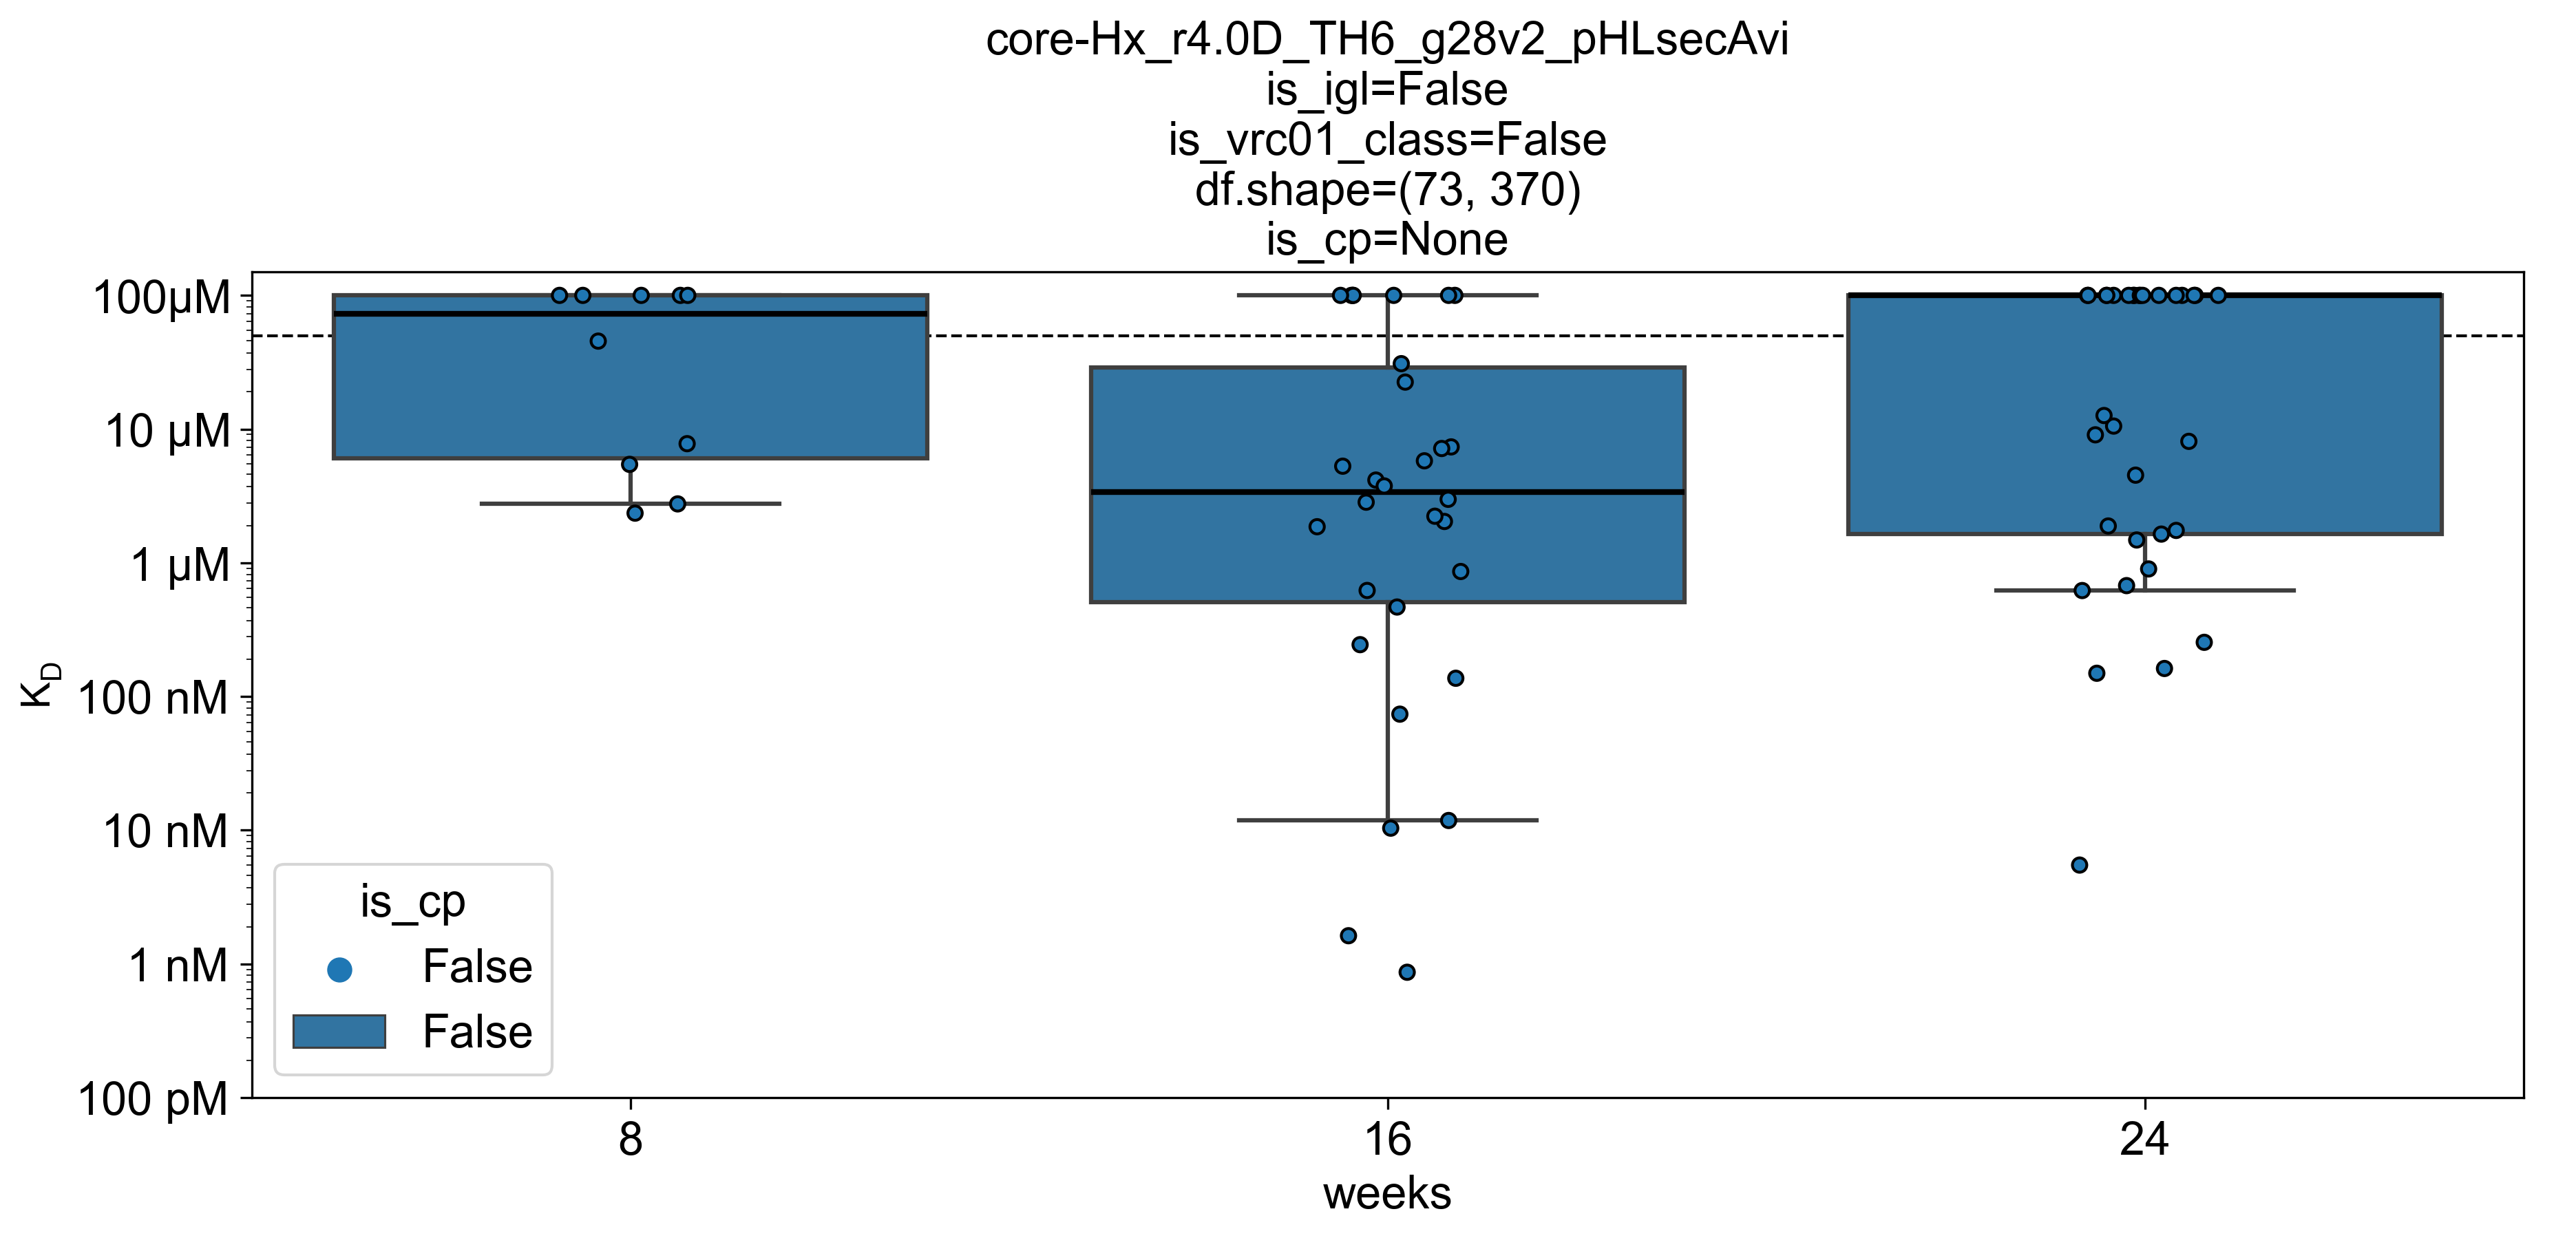 core-Hx_r4.0D_TH6_g28v2_pHLsecAvi
is_igl=False
is_vrc01_class=False
df.shape=(73, 370)
is_cp=None
100µM
10 µM
1 µM
100 nM
10 nM
1 nM
100 pM
K_D
is_cp
False
False
8
16
24
weeks